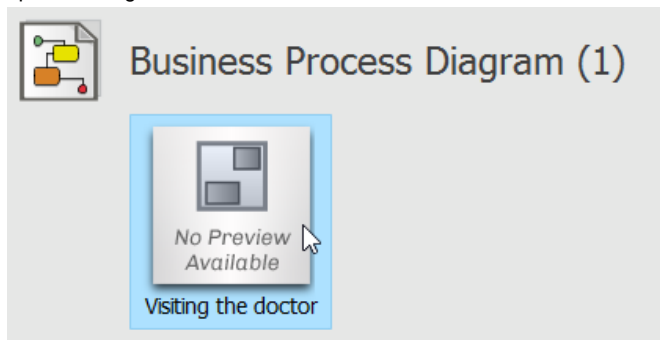 Business Process Diagram (1)
No Preview
Available
Visiting the doctor